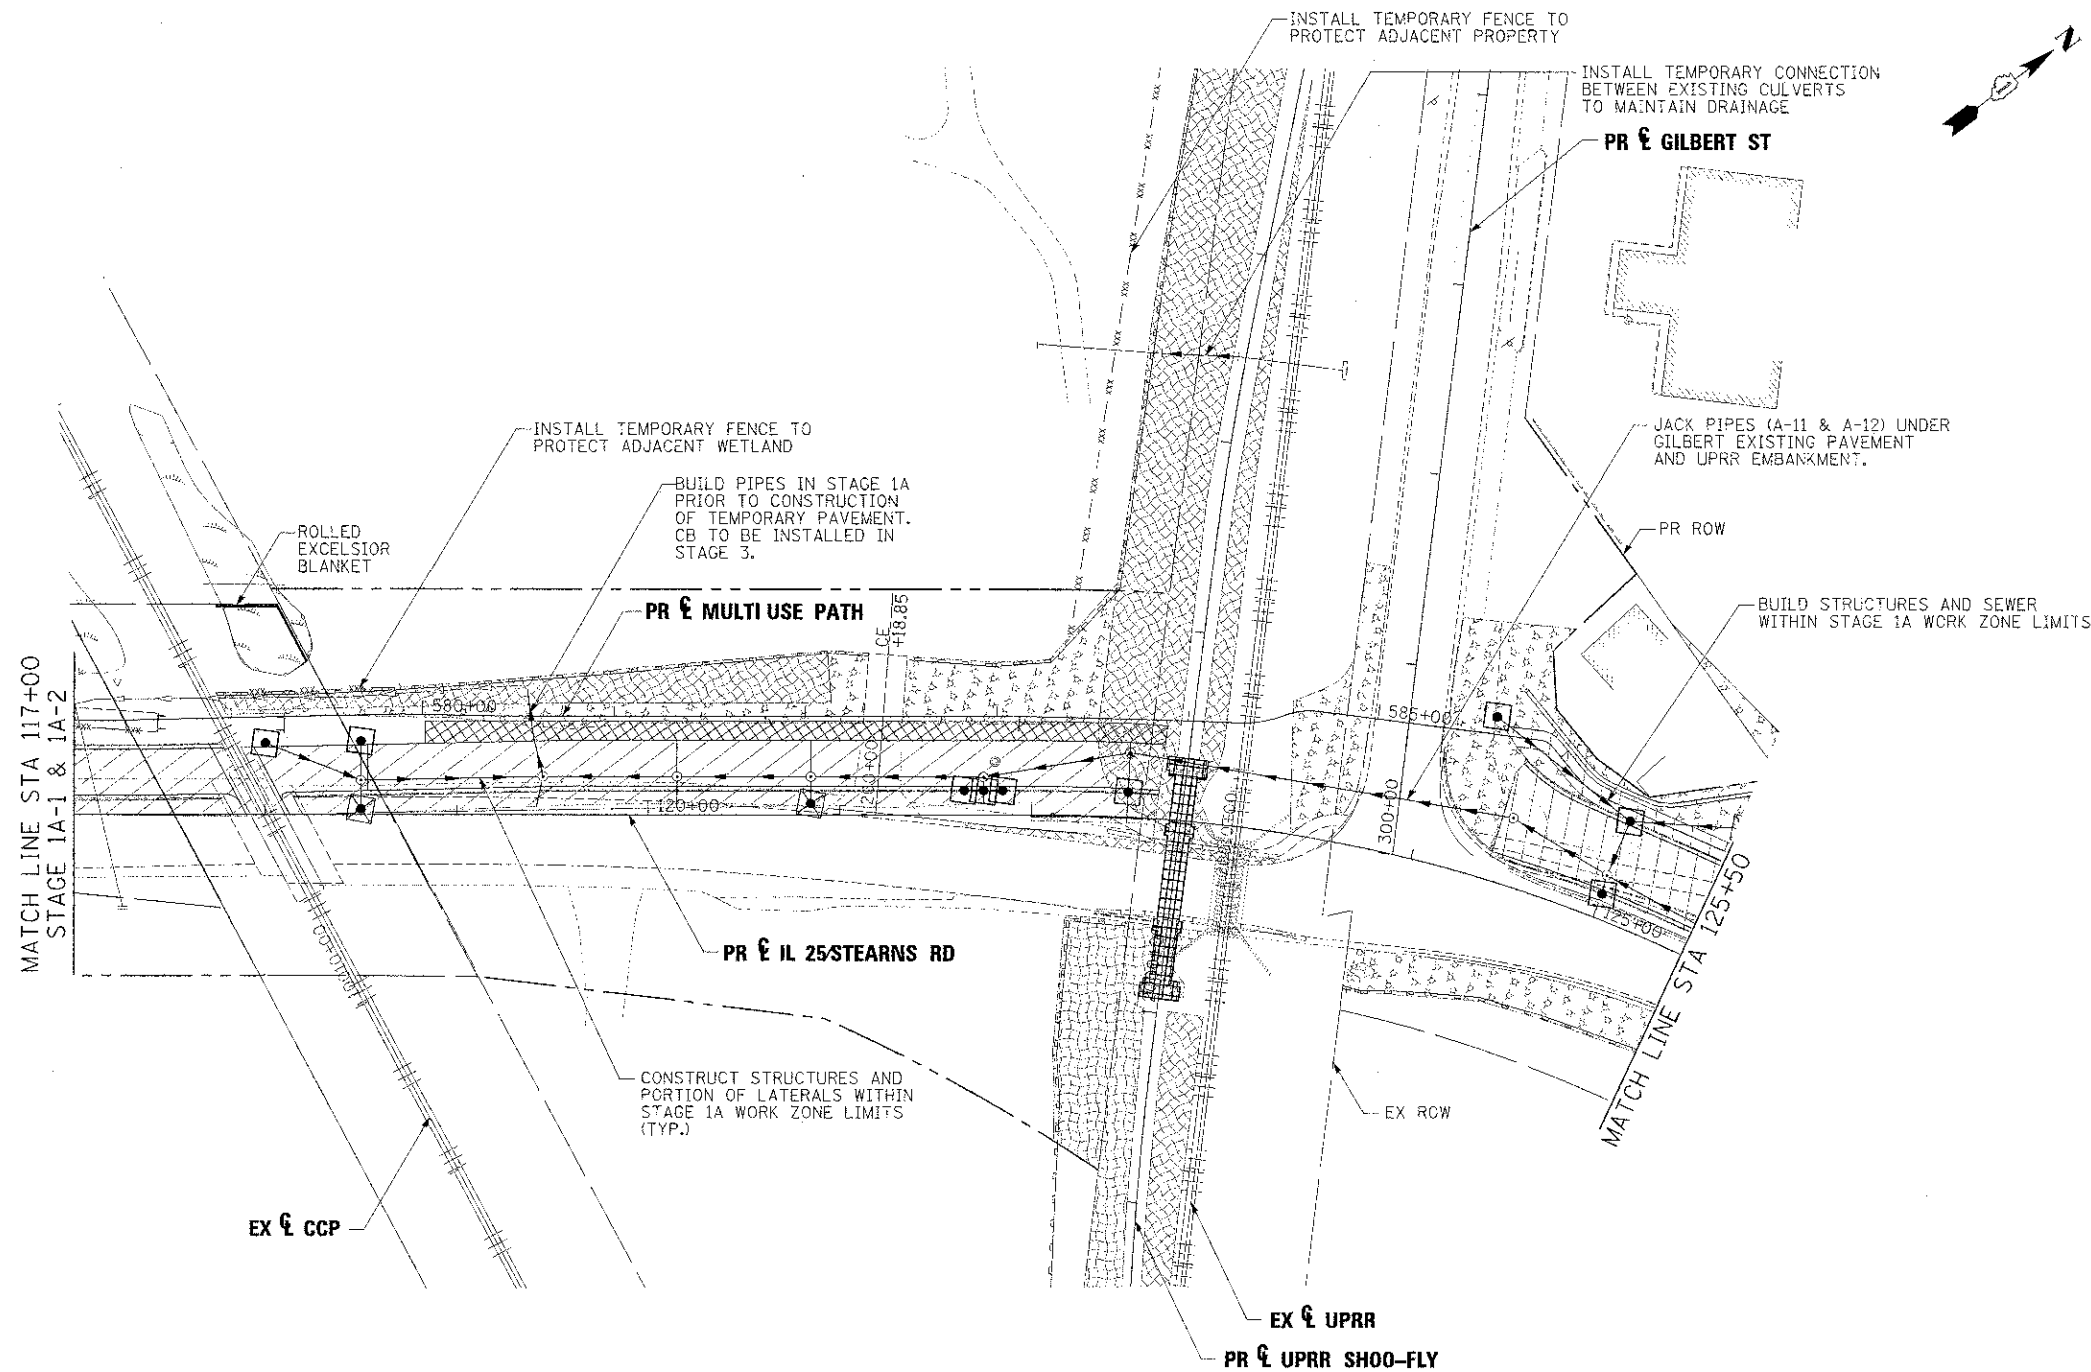 INSTALL TEMPORARY FENCE TO
PROTECT ADJACENT PROPERTY
N
INSTALL TEMPORARY CONNECTION
BETWEEN EXISTING CULVERTS
TO MAINTAIN DRAINAGE
PR ℄ GILBERT ST
INSTALL TEMPORARY FENCE TO
PROTECT ADJACENT WETLAND
JACK PIPES (A-11 & A-12) UNDER
GILBERT EXISTING PAVEMENT
AND UPRR EMBANKMENT.
BUILD PIPES IN STAGE 1A
PRIOR TO CONSTRUCTION
OF TEMPORARY PAVEMENT.
CB TO BE INSTALLED IN
STAGE 3.
ROLLED
EXCELSIOR
BLANKET
PR ROW
PR ℄ MULTI USE PATH
CE
+18.85
BUILD STRUCTURES AND SEWER
WITHIN STAGE 1A WORK ZONE LIMITS
MATCH LINE STA 117+00
STAGE 1A-1 & 1A-2
580+00
585+00
120+00
300+00
125+00
MATCH LINE STA 125+50
PR ℄ IL 25/STEARNS RD
CONSTRUCT STRUCTURES AND
PORTION OF LATERALS WITHIN
STAGE 1A WORK ZONE LIMITS
(TYP.)
EX ROW
EX ℄ CCP
EX ℄ UPRR
PR ℄ UPRR SHOO-FLY